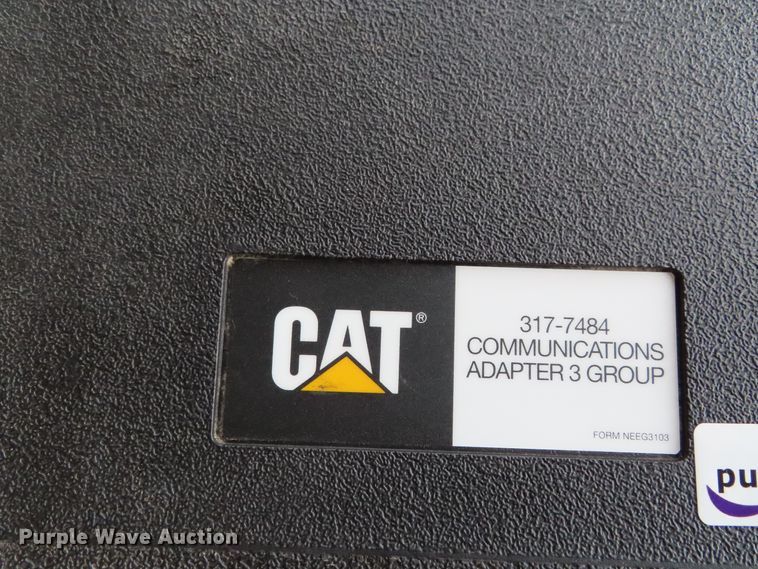 CAT®
317-7484
COMMUNICATIONS
ADAPTER 3 GROUP
FORM NEEG3103
pu
Purple Wave Auction